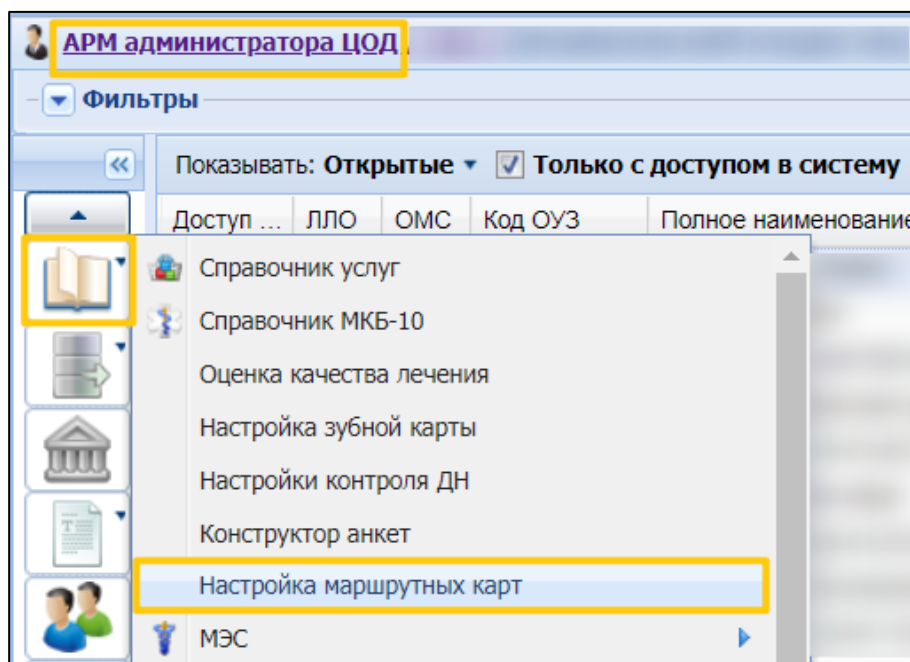 АРМ администратора ЦОД
Фильтры
Показывать: Открытые Только с доступом в систему
Доступ ... ЛЛО ОМС Код ОУЗ Полное наименование
Справочник услуг
Справочник МКБ-10
Оценка качества лечения
Настройка зубной карты
Настройки контроля ДН
Конструктор анкет
Настройка маршрутных карт
МЭС